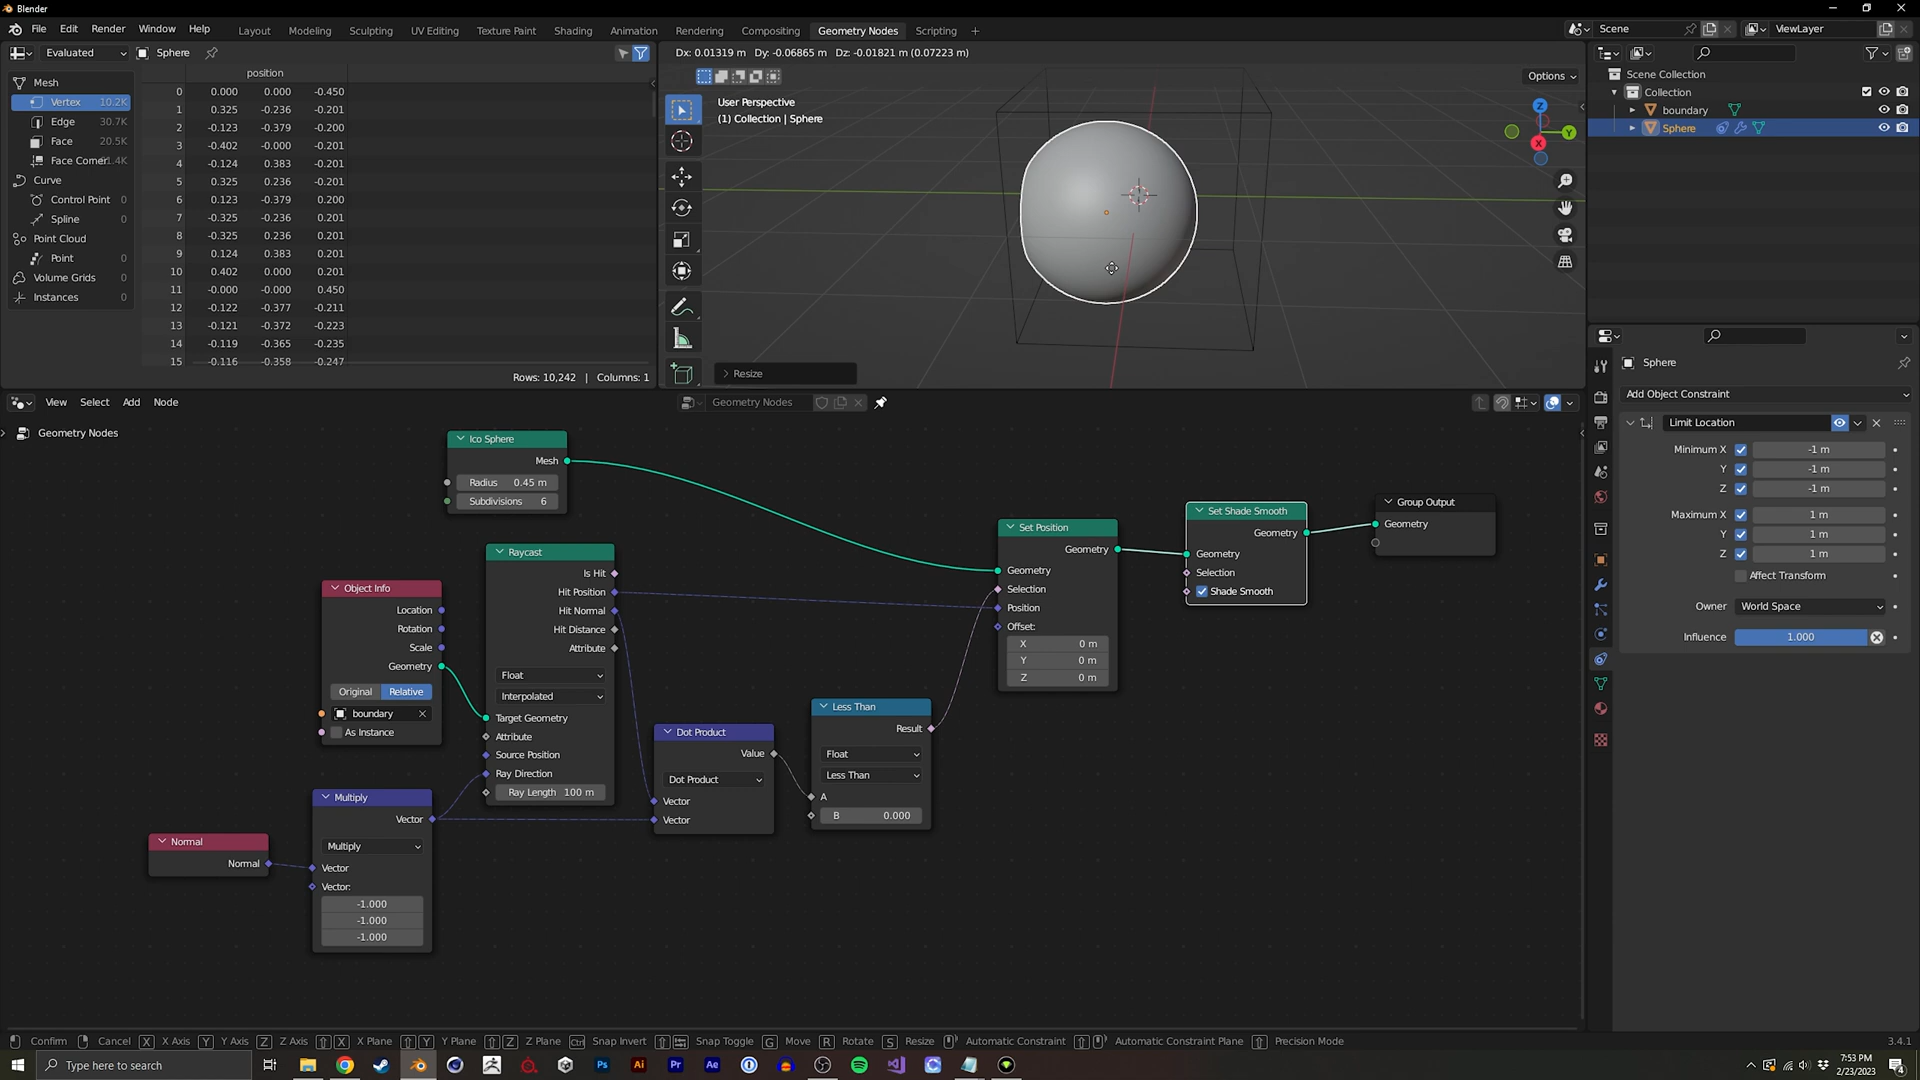 Blender
File Edit Render Window Help
Layout Modeling Sculpting UV Editing Texture Paint Shading Animation Rendering Compositing Geometry Nodes Scripting +
Scene ViewLayer
Evaluated Sphere
Dx: 0.01319 m Dy: -0.06865 m Dz: -0.01821 m (0.07223 m)
Options
User Perspective
(1) Collection | Sphere
Z
Y
X
Resize
Mesh
Vertex 10.2K
Edge 30.7K
Face 20.5K
Curve
Control Point 0
Spline 0
Point Cloud
Point 0
Volume Grids 0
Instances 0
position
0 0.000 0.000 -0.450
1 0.325 -0.236 -0.201
2 -0.123 -0.379 -0.200
3 -0.402 -0.000 -0.201
4 -0.124 0.383 -0.201
5 0.325 0.236 -0.201
6 0.123 -0.379 0.200
7 -0.325 -0.236 0.201
8 -0.325 0.236 0.201
9 0.124 0.383 0.201
10 0.402 0.000 0.201
11 -0.000 -0.000 0.450
12 -0.122 -0.377 -0.211
13 -0.121 -0.372 -0.223
14 -0.119 -0.365 -0.235
15 -0.116 -0.358 -0.247
Rows: 10,242 | Columns: 1
Scene Collection
Collection
boundary
Sphere
Sphere
Add Object Constraint
Limit Location
Minimum X -1 m
Y -1 m
Z -1 m
Maximum X 1 m
Y 1 m
Z 1 m
Affect Transform
Owner World Space
Influence 1.000
View Select Add Node
Geometry Nodes
Geometry Nodes
Ico Sphere
Mesh
Radius 0.45 m
Subdivisions 6
Object Info
Location
Rotation
Scale
Geometry
Original Relative
boundary
As Instance
Raycast
Is Hit
Hit Position
Hit Normal
Hit Distance
Attribute
Float
Interpolated
Target Geometry
Attribute
Source Position
Ray Direction
Ray Length 100 m
Normal
Normal
Multiply
Vector
Multiply
Vector
Vector:
-1.000
-1.000
-1.000
Dot Product
Value
Dot Product
Vector
Vector
Less Than
Result
Float
Less Than
A
B 0.000
Set Position
Geometry
Geometry
Selection
Position
Offset:
X 0 m
Y 0 m
Z 0 m
Set Shade Smooth
Geometry
Geometry
Selection
Shade Smooth
Group Output
Geometry
Confirm Cancel X X Axis Y Y Axis Z Z Axis X X Plane Y Y Plane Z Z Plane Ctrl Snap Invert Snap Toggle G Move R Rotate S Resize Automatic Constraint Automatic Constraint Plane Precision Mode 3.4.1
Type here to search
Ps Ai Pr Ae
7:53 PM
2/23/2023
4